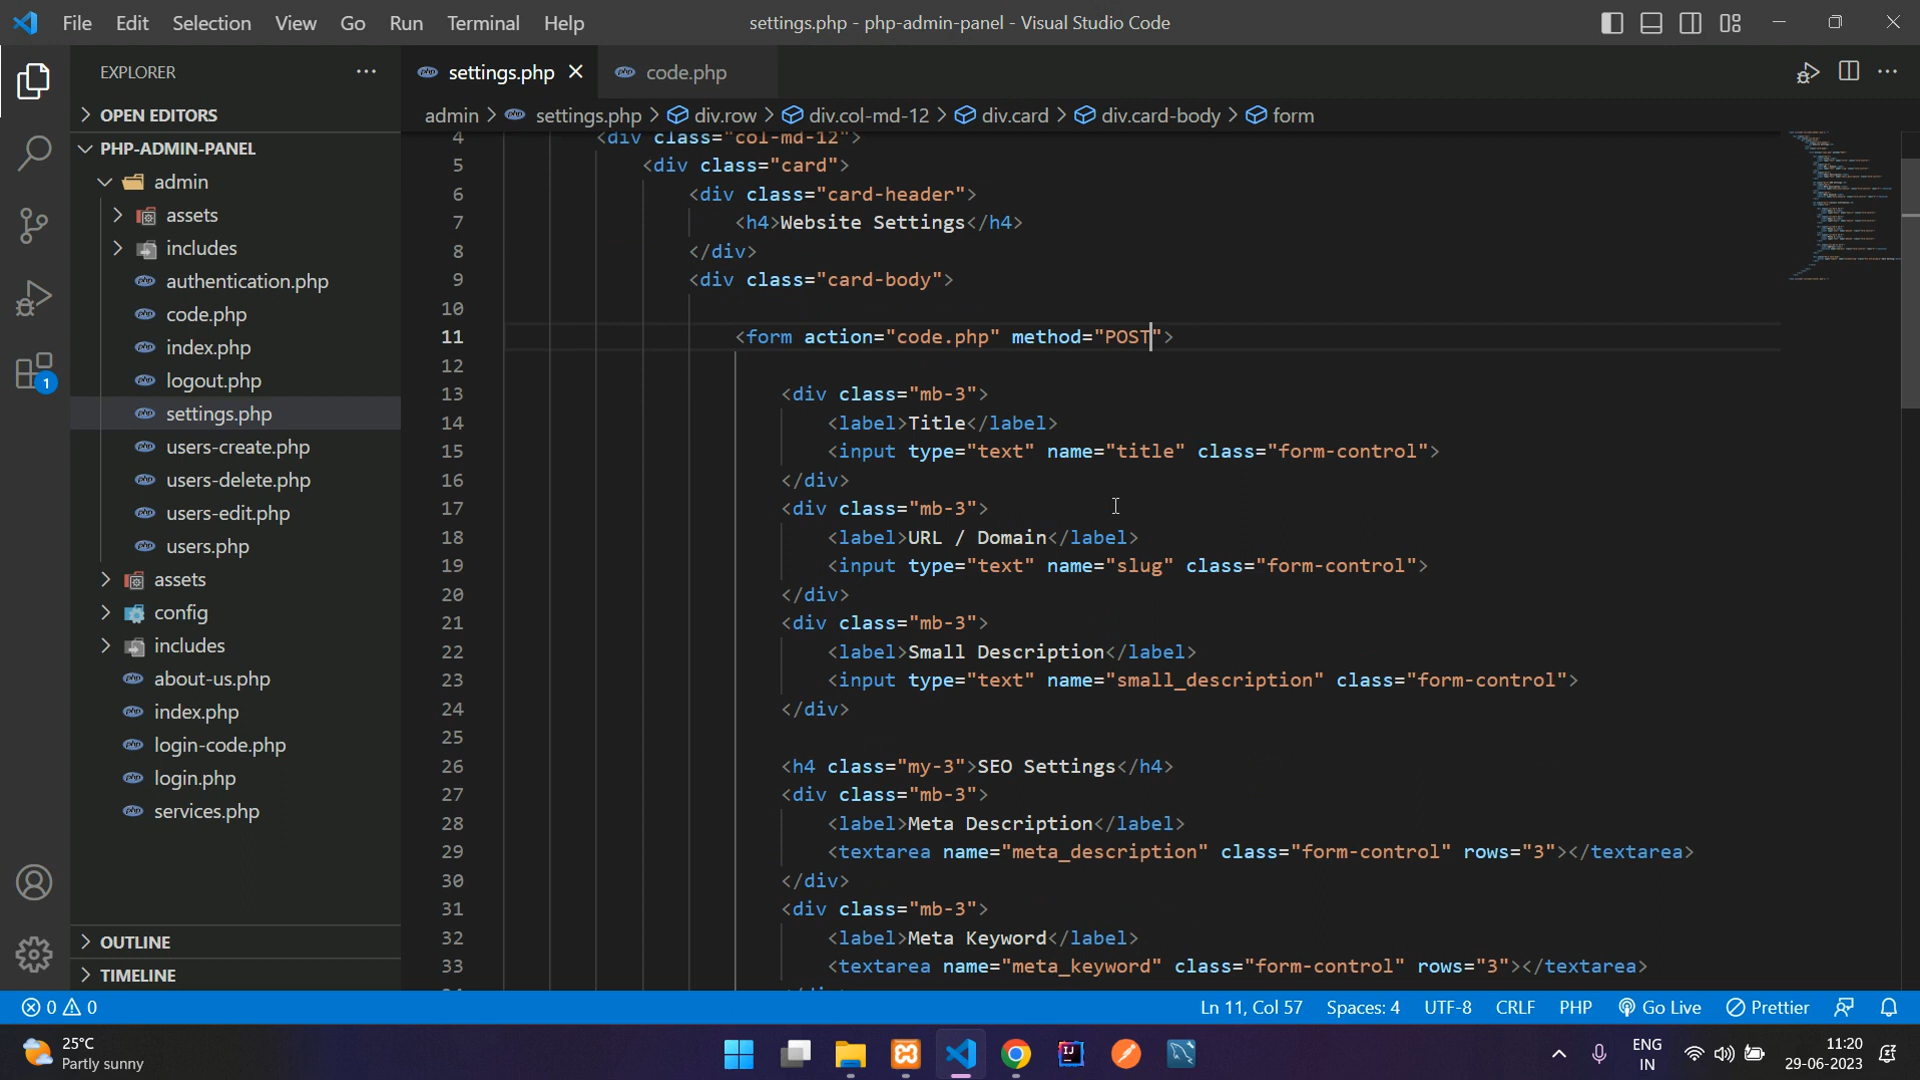 File Edit Selection View Go Run Terminal Help
settings.php - php-admin-panel - Visual Studio Code
EXPLORER
OPEN EDITORS
PHP-ADMIN-PANEL
admin
assets
includes
authentication.php
code.php
index.php
logout.php
settings.php
users-create.php
users-delete.php
users-edit.php
users.php
assets
config
includes
about-us.php
index.php
login-code.php
login.php
services.php
OUTLINE
TIMELINE
1
settings.php code.php
admin > settings.php > div.row > div.col-md-12 > div.card > div.card-body > form
4 <div class="col-md-12">
5 <div class="card">
6 <div class="card-header">
7 <h4>Website Settings</h4>
8 </div>
9 <div class="card-body">
10
11 <form action="code.php" method="POST">
12
13 <div class="mb-3">
14 <label>Title</label>
15 <input type="text" name="title" class="form-control">
16 </div>
17 <div class="mb-3">
18 <label>URL / Domain</label>
19 <input type="text" name="slug" class="form-control">
20 </div>
21 <div class="mb-3">
22 <label>Small Description</label>
23 <input type="text" name="small_description" class="form-control">
24 </div>
25
26 <h4 class="my-3">SEO Settings</h4>
27 <div class="mb-3">
28 <label>Meta Description</label>
29 <textarea name="meta_description" class="form-control" rows="3"></textarea>
30 </div>
31 <div class="mb-3">
32 <label>Meta Keyword</label>
33 <textarea name="meta_keyword" class="form-control" rows="3"></textarea>
0 0 Ln 11, Col 57 Spaces: 4 UTF-8 CRLF PHP Go Live Prettier
25°C
Partly sunny
ENG
IN
11:20
29-06-2023